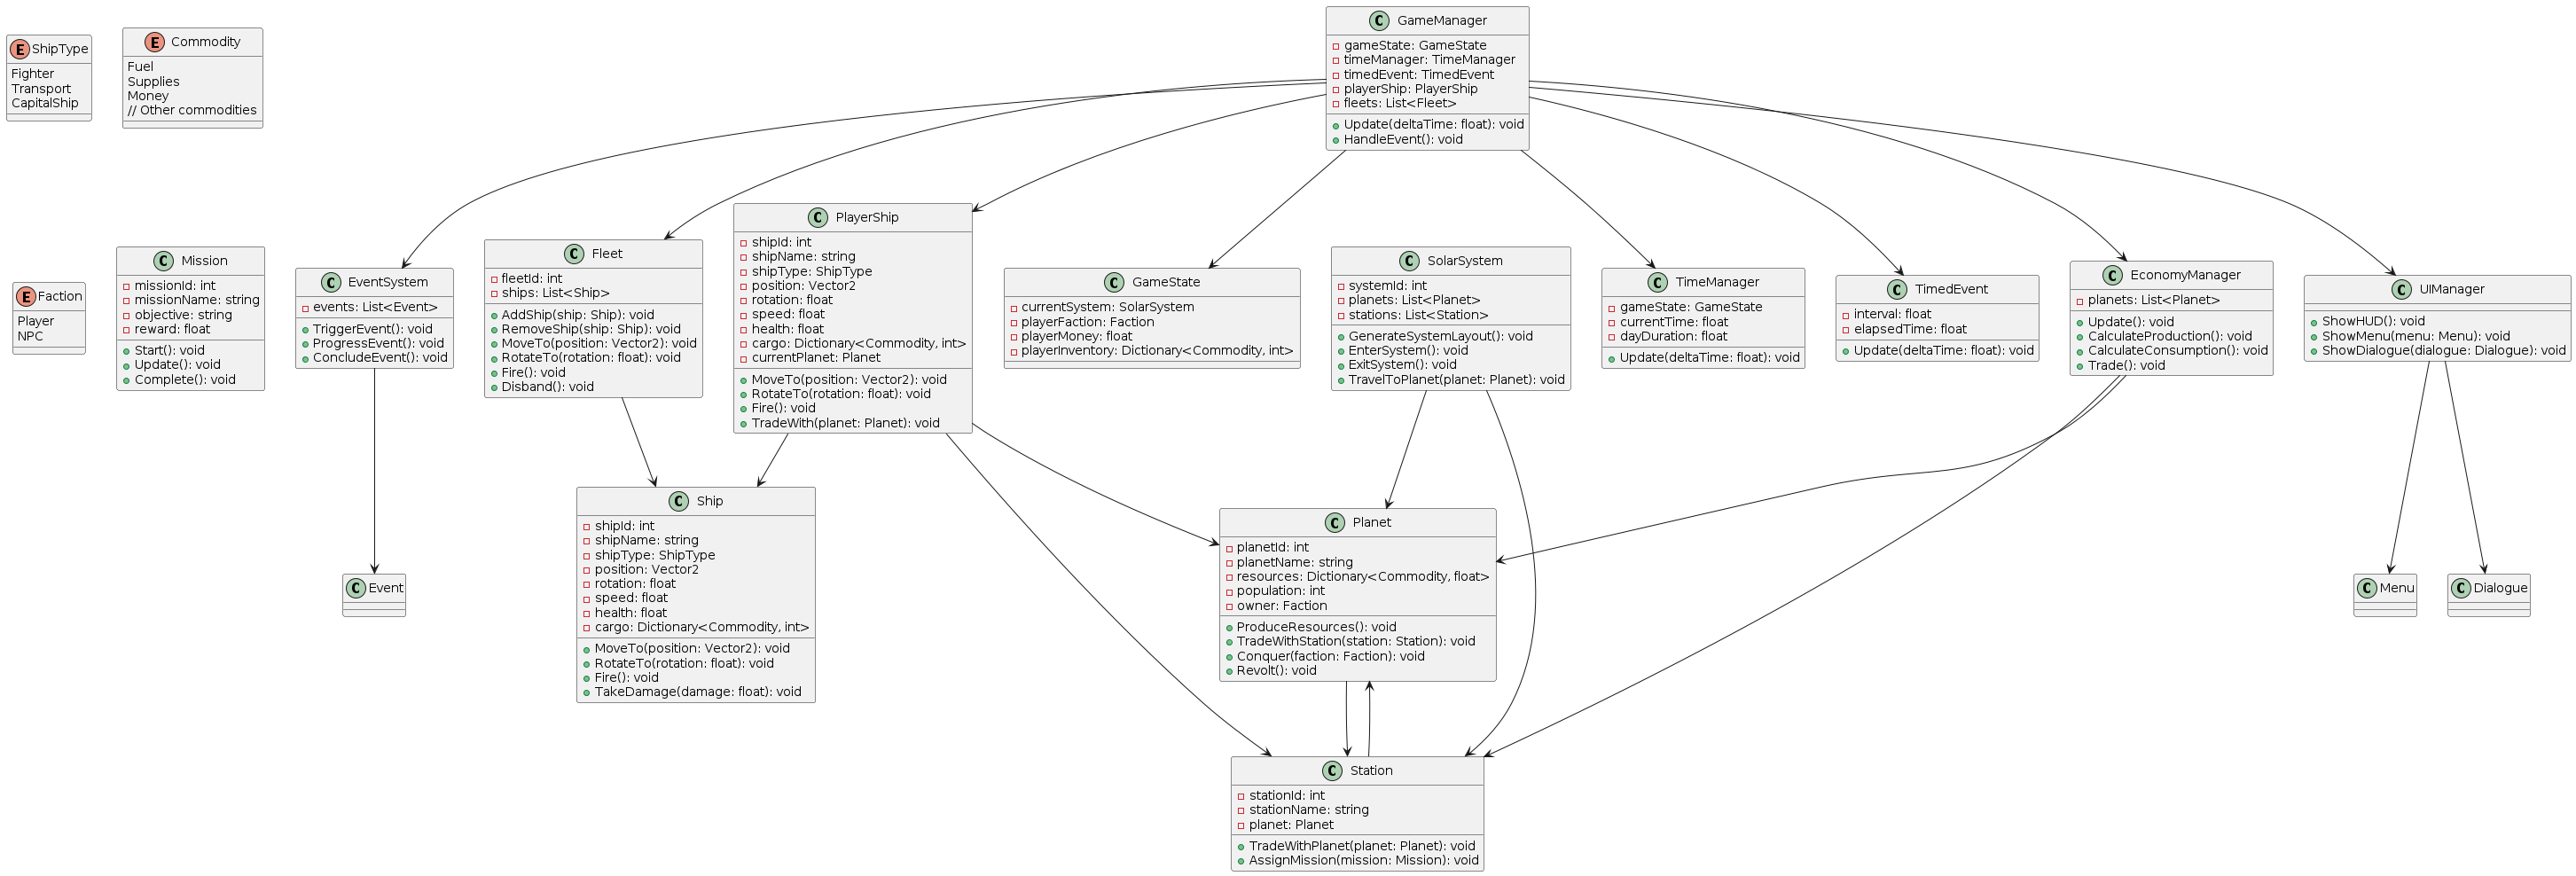 E ShipType
Fighter
Transport
CapitalShip
E Commodity
Fuel
Supplies
Money
// Other commodities
C GameManager
gameState: GameState
timeManager: TimeManager
timedEvent: TimedEvent
playerShip: PlayerShip
fleets: List<Fleet>
Update(deltaTime: float): void
HandleEvent(): void
E Faction
Player
NPC
C Mission
missionId: int
missionName: string
objective: string
reward: float
Start(): void
Update(): void
Complete(): void
C EventSystem
events: List<Event>
TriggerEvent(): void
ProgressEvent(): void
ConcludeEvent(): void
C Fleet
fleetId: int
ships: List<Ship>
AddShip(ship: Ship): void
RemoveShip(ship: Ship): void
MoveTo(position: Vector2): void
RotateTo(rotation: float): void
Fire(): void
Disband(): void
C PlayerShip
shipId: int
shipName: string
shipType: ShipType
position: Vector2
rotation: float
speed: float
health: float
cargo: Dictionary<Commodity, int>
currentPlanet: Planet
MoveTo(position: Vector2): void
RotateTo(rotation: float): void
Fire(): void
TradeWith(planet: Planet): void
C GameState
currentSystem: SolarSystem
playerFaction: Faction
playerMoney: float
playerInventory: Dictionary<Commodity, int>
C SolarSystem
systemId: int
planets: List<Planet>
stations: List<Station>
GenerateSystemLayout(): void
EnterSystem(): void
ExitSystem(): void
TravelToPlanet(planet: Planet): void
C TimeManager
gameState: GameState
currentTime: float
dayDuration: float
Update(deltaTime: float): void
C TimedEvent
interval: float
elapsedTime: float
Update(deltaTime: float): void
C EconomyManager
planets: List<Planet>
Update(): void
CalculateProduction(): void
CalculateConsumption(): void
Trade(): void
C UIManager
ShowHUD(): void
ShowMenu(menu: Menu): void
ShowDialogue(dialogue: Dialogue): void
C Event
C Ship
shipId: int
shipName: string
shipType: ShipType
position: Vector2
rotation: float
speed: float
health: float
cargo: Dictionary<Commodity, int>
MoveTo(position: Vector2): void
RotateTo(rotation: float): void
Fire(): void
TakeDamage(damage: float): void
C Planet
planetId: int
planetName: string
resources: Dictionary<Commodity, float>
population: int
owner: Faction
ProduceResources(): void
TradeWithStation(station: Station): void
Conquer(faction: Faction): void
Revolt(): void
C Menu
C Dialogue
C Station
stationId: int
stationName: string
planet: Planet
TradeWithPlanet(planet: Planet): void
AssignMission(mission: Mission): void